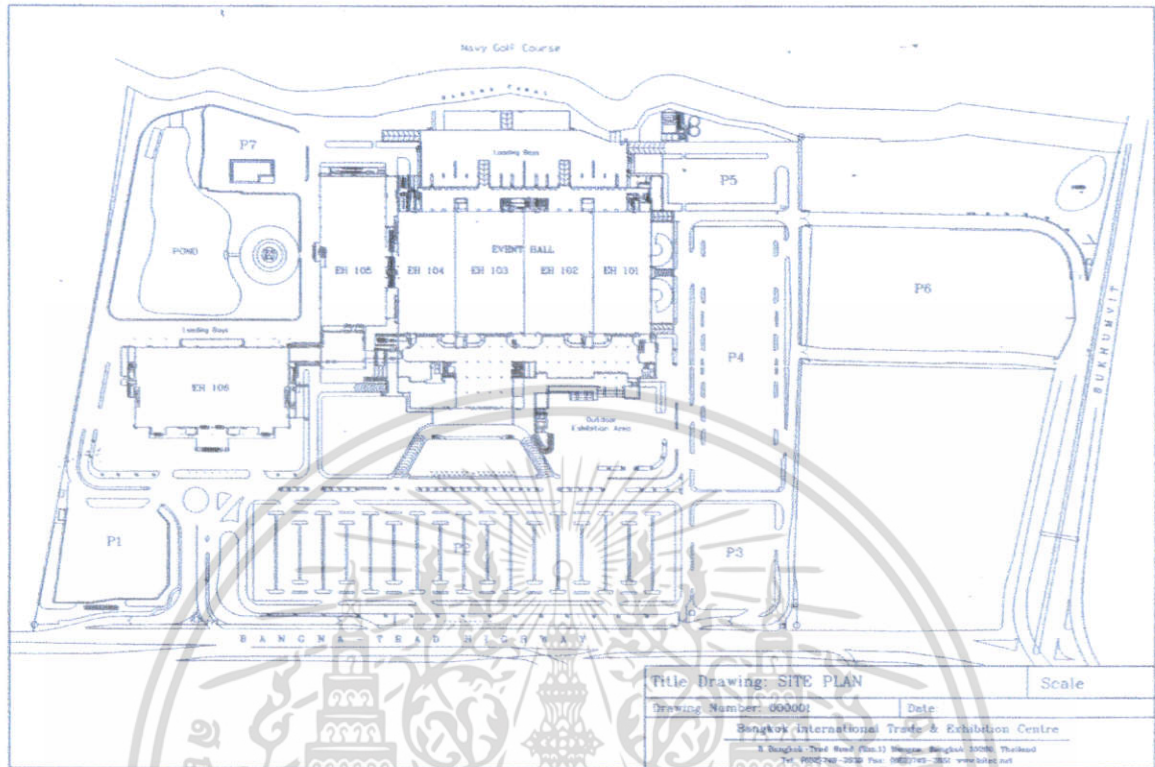 Navy Golf Course
P7
Loading Bays
P5
POND
EVENT HALL
EH 105
EH 104
EH 103
EH 102
EH 101
P6
Loading Bays
P4
EH 106
Outdoor
Exhibition Area
SUKHUMVIT
P1
P2
P3
BANGNA-TRAD HIGHWAY
Title Drawing: SITE PLAN
Scale
Drawing Number: 000001
Date:
Bangkok International Trade & Exhibition Centre